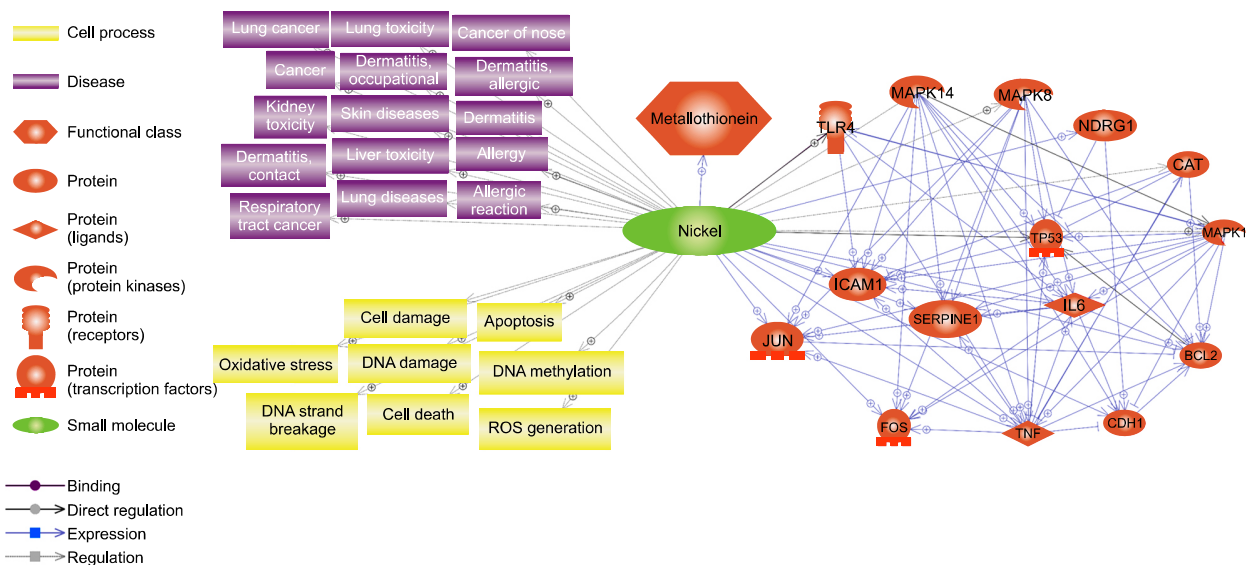 Cell process
Disease
Functional class
Protein
Protein
(ligands)
Protein
(protein kinases)
Protein
(receptors)
Protein
(transcription factors)
Small molecule
Binding
Direct regulation
Expression
Regulation
Lung cancer
Lung toxicity
Cancer of nose
Cancer
Dermatitis,
occupational
Dermatitis,
allergic
Kidney
toxicity
Skin diseases
Dermatitis
Dermatitis,
contact
Liver toxicity
Allergy
Respiratory
tract cancer
Lung diseases
Allergic
reaction
Cell damage
Apoptosis
Oxidative stress
DNA damage
DNA methylation
DNA strand
breakage
Cell death
ROS generation
Metallothionein
Nickel
TLR4
MAPK14
MAPK8
NDRG1
CAT
MAPK1
TP53
ICAM1
SERPINE1
IL6
JUN
BCL2
FOS
TNF
CDH1